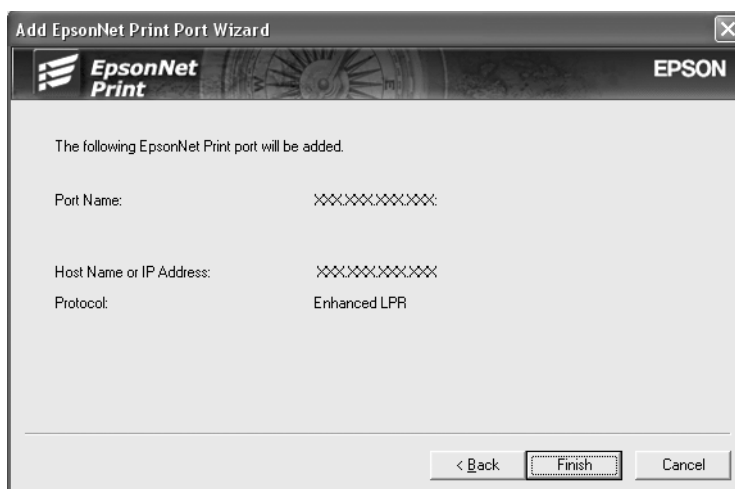 Add EpsonNet Print Port Wizard
EpsonNet
Print
EPSON
The following EpsonNet Print port will be added.
Port Name: XXX.XXX.XXX.XXX:
Host Name or IP Address: XXX.XXX.XXX.XXX
Protocol: Enhanced LPR
< Back Finish Cancel